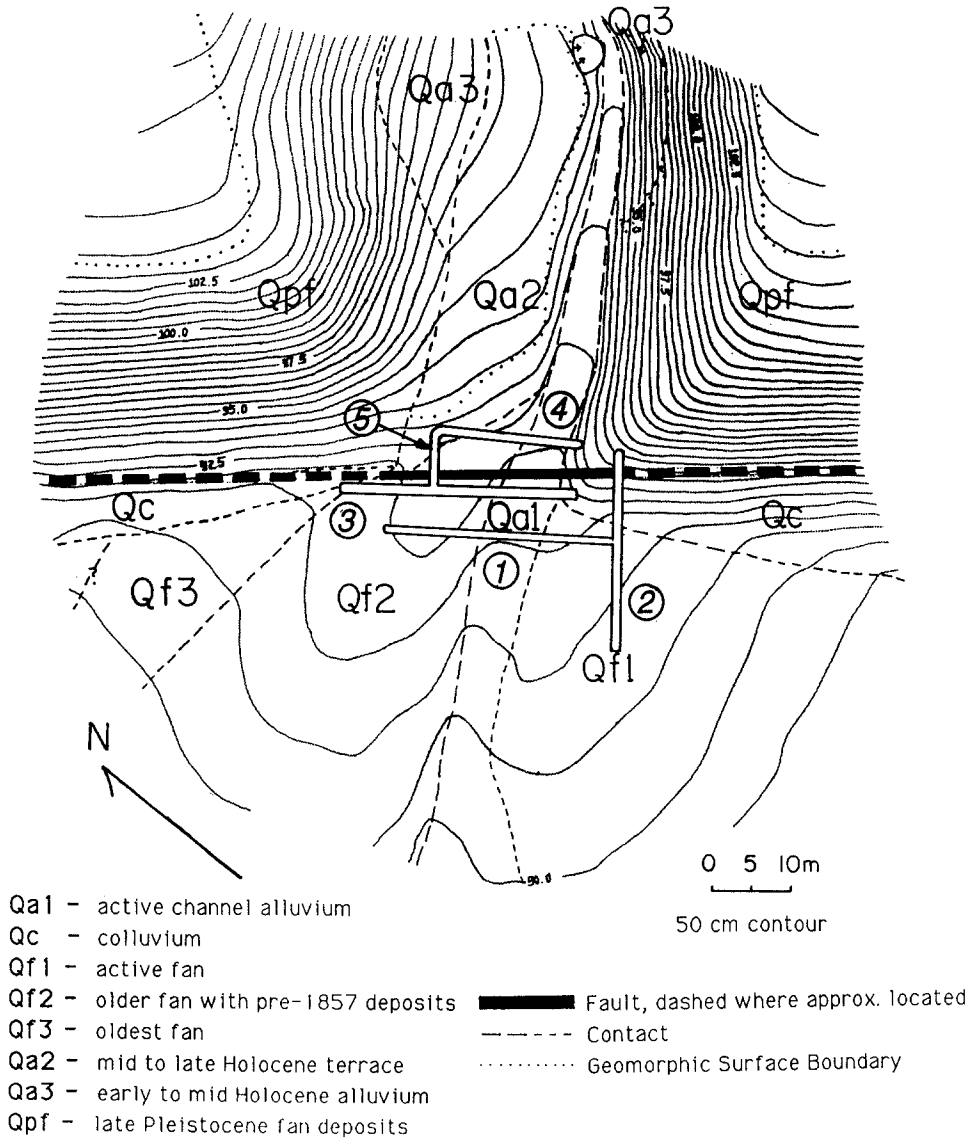 Qa3
Qa3
102.5
Qpf
Qa2
Qpf
100.0
97.5
97.5
95.0
⑤
④
92.5
Qc
③
Qa1
Qc
①
Qf3
Qf2
②
Qf1
N
90.0
0 5 10m
50 cm contour
Qa1 - active channel alluvium
Qc - colluvium
Qf1 - active fan
Qf2 - older fan with pre-1857 deposits
Qf3 - oldest fan
Qa2 - mid to late Holocene terrace
Qa3 - early to mid Holocene alluvium
Qpf - late Pleistocene fan deposits
Fault, dashed where approx. located
Contact
Geomorphic Surface Boundary